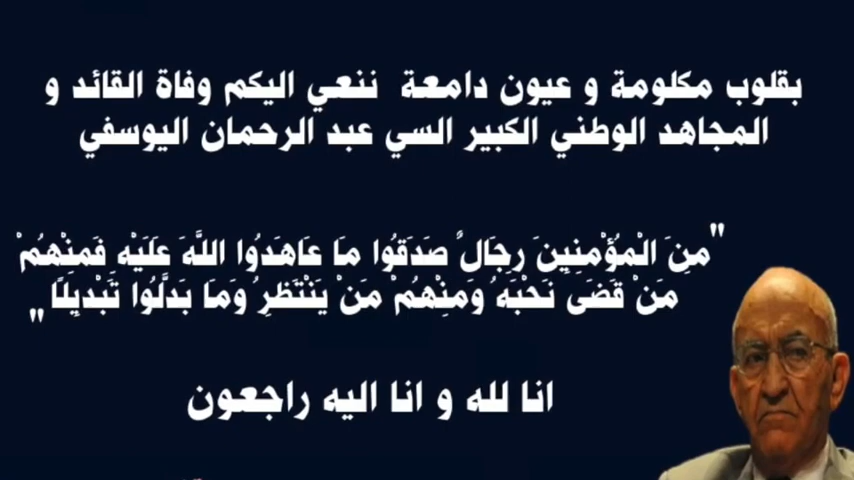 بقلوب مكلومة و عيون دامعة ننعي اليكم وفاة القائد و
المجاهد الوطني الكبير السي عبد الرحمان اليوسفي
"مِنَ الْمُؤْمِنِينَ رِجَالٌ صَدَقُوا مَا عَاهَدُوا اللَّهَ عَلَيْهِ فَمِنْهُمْ
مَنْ قَضَى نَحْبَهُ وَمِنْهُمْ مَنْ يَنْتَظِرُ وَمَا بَدَّلُوا تَبْدِيلًا"
انا لله و انا اليه راجعون